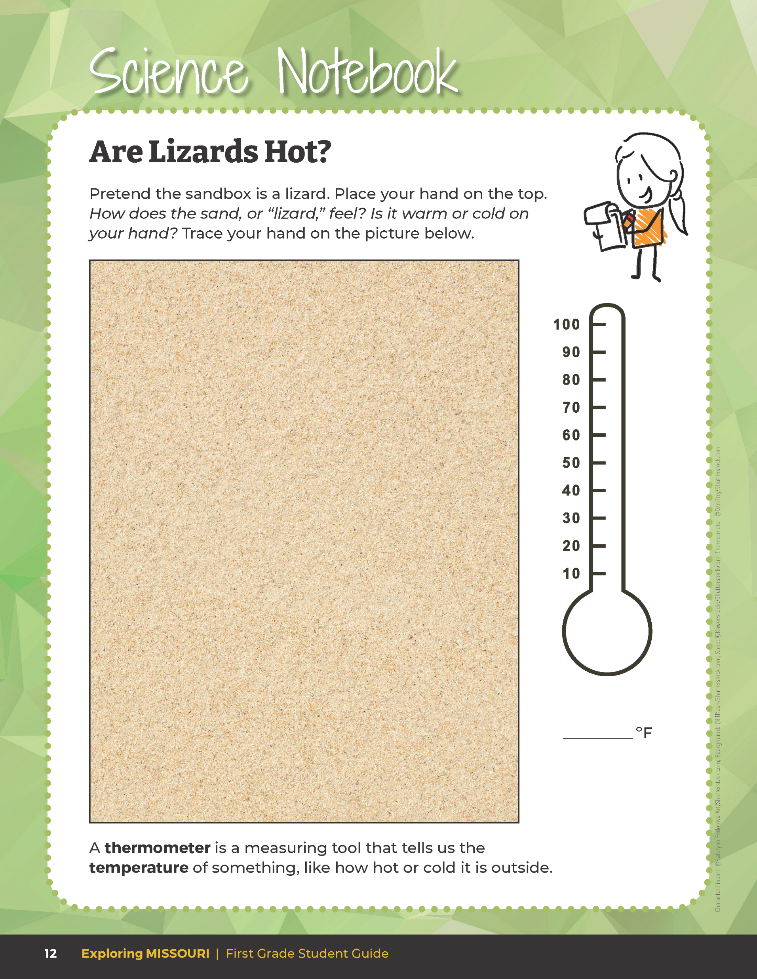 Science Notebook
Are Lizards Hot?
Pretend the sandbox is a lizard. Place your hand on the top.
How does the sand, or “lizard,” feel? Is it warm or cold on
your hand? Trace your hand on the picture below.
100
90
80
70
60
50
40
30
20
10
°F
A thermometer is a measuring tool that tells us the
temperature of something, like how hot or cold it is outside.
12 Exploring MISSOURI | First Grade Student Guide